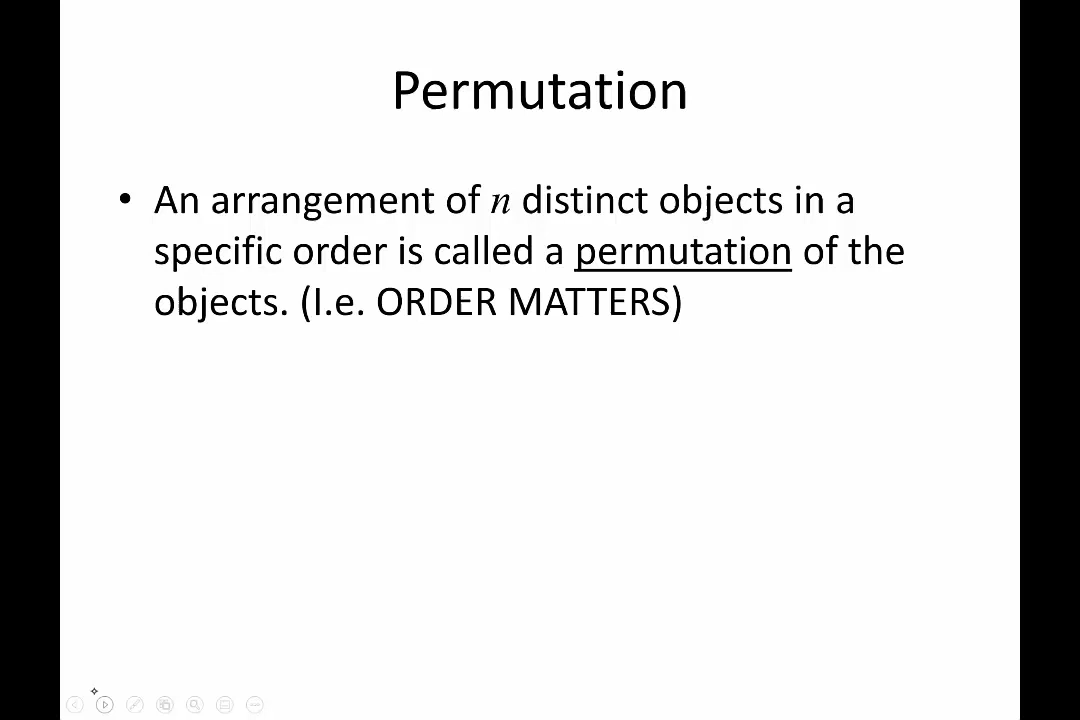 Permutation
• An arrangement of n distinct objects in a
specific order is called a permutation of the
objects. (I.e. ORDER MATTERS)